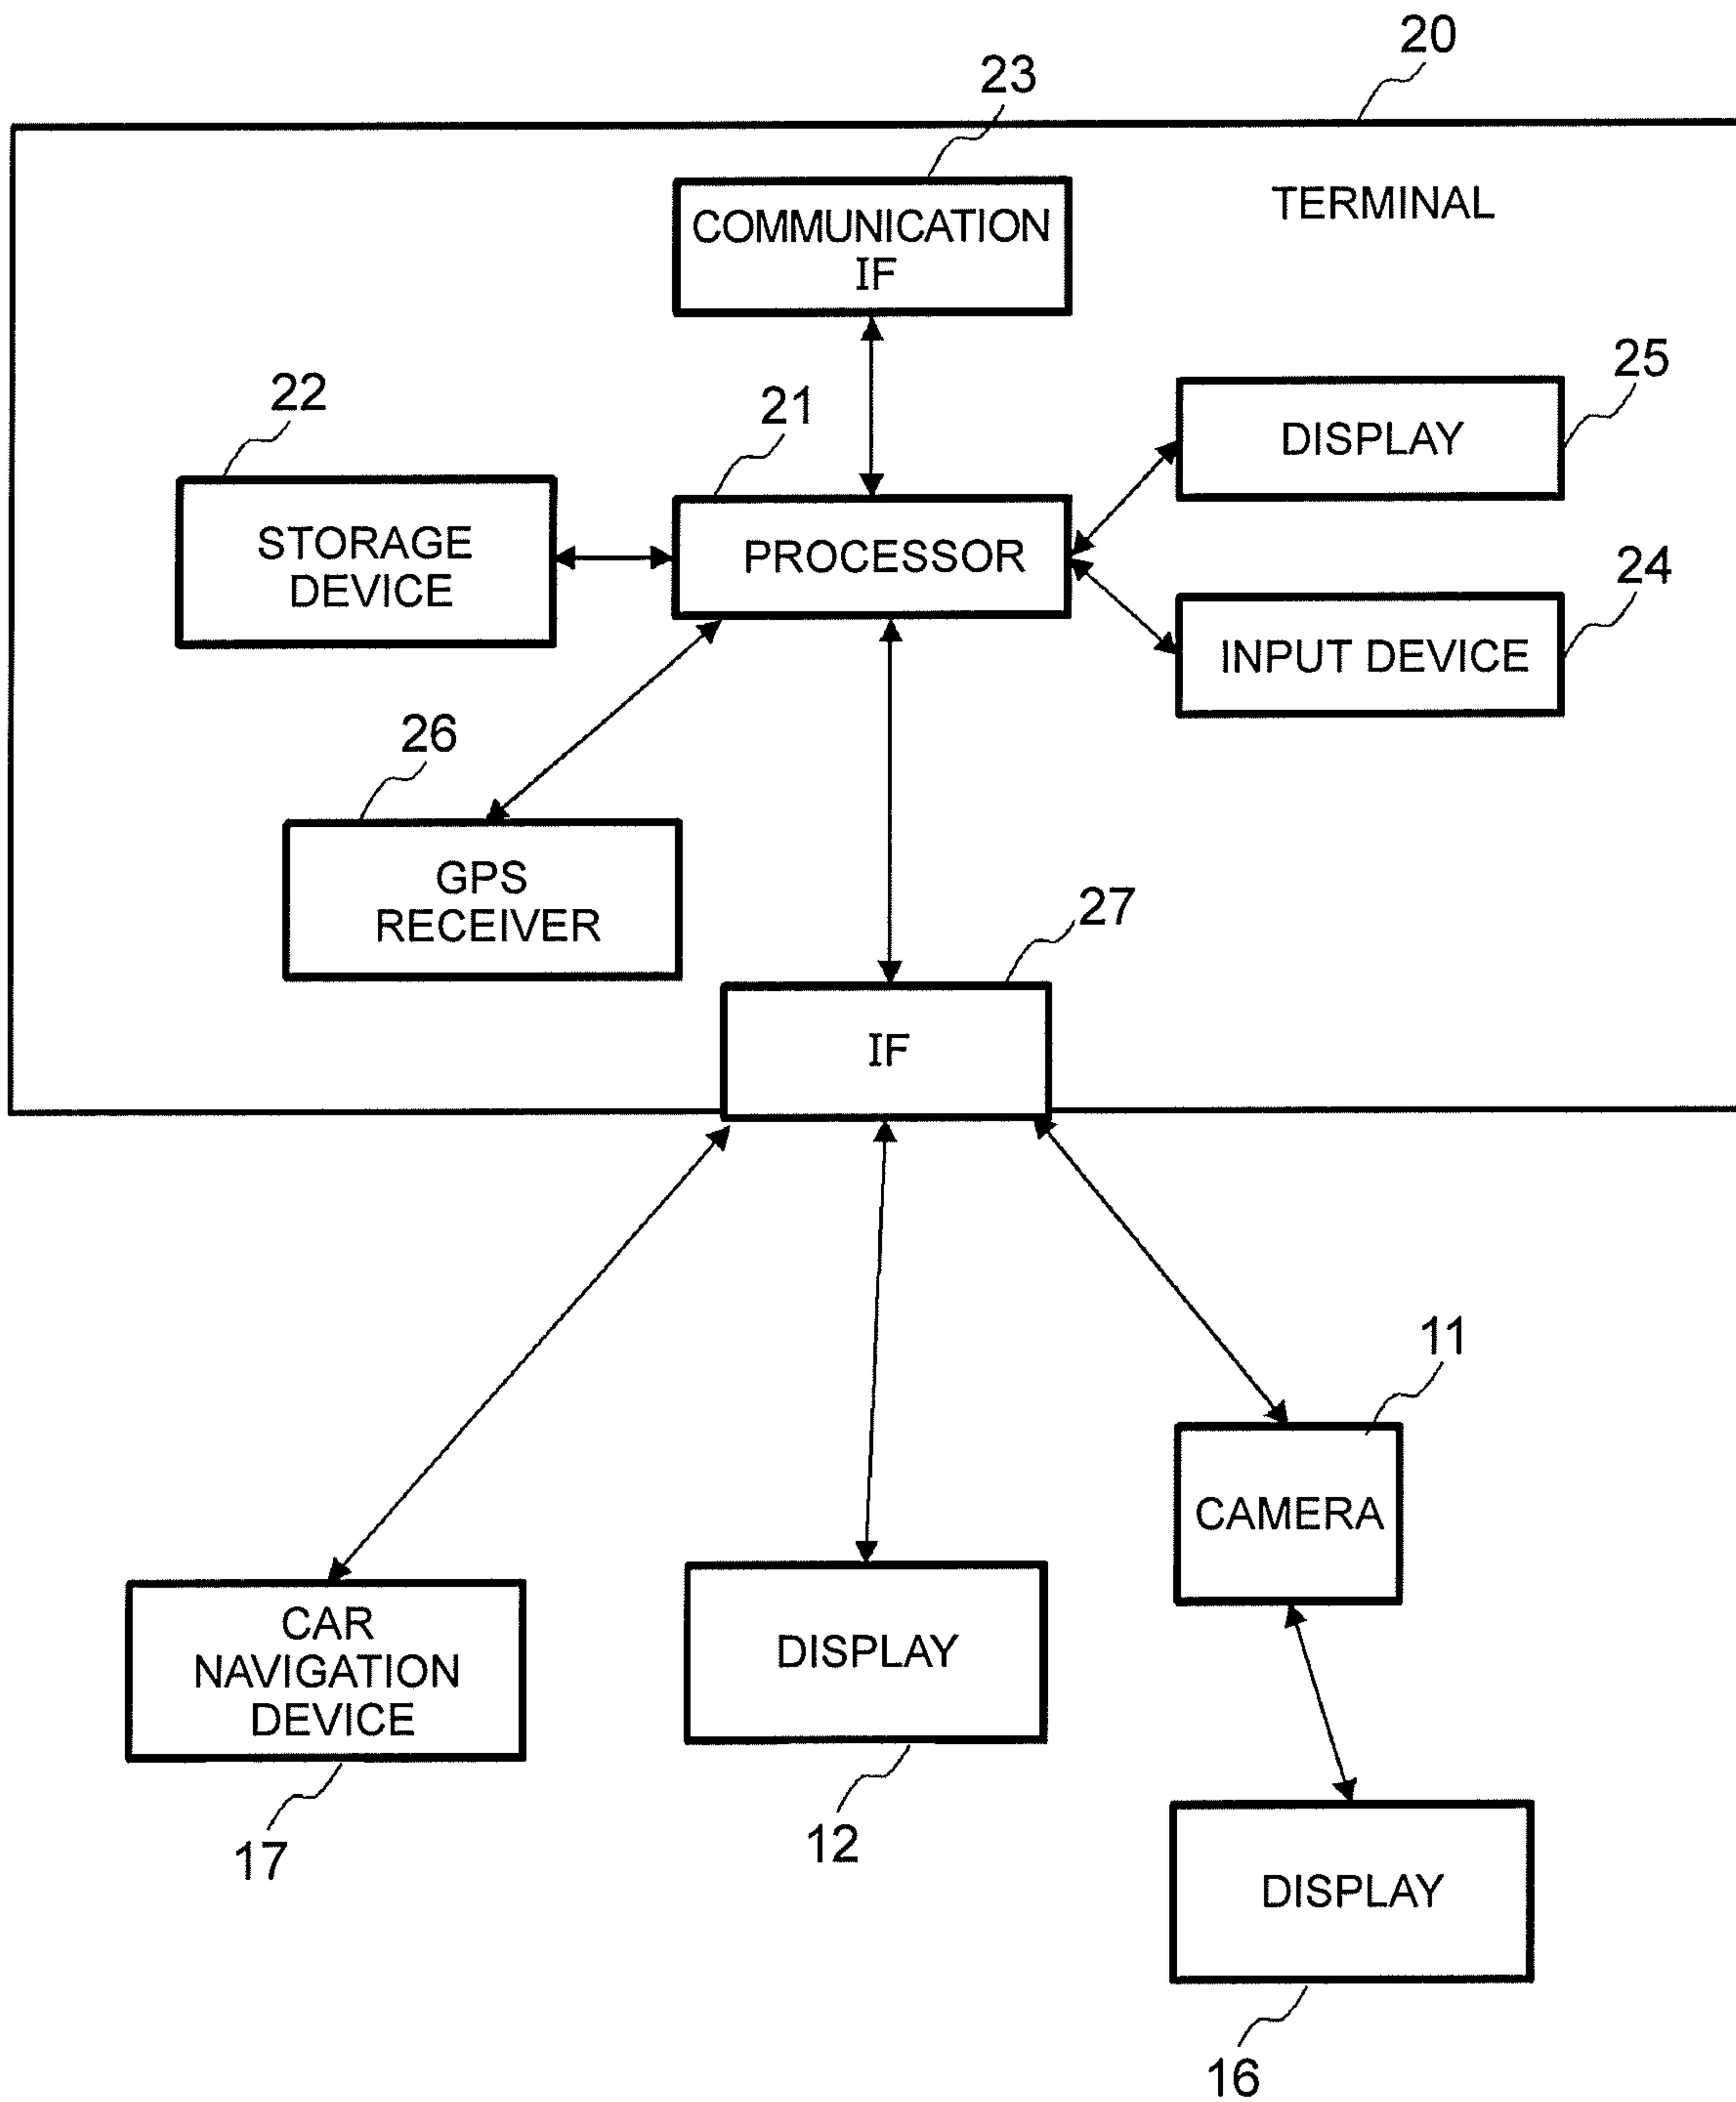 20
23
TERMINAL
COMMUNICATION
IF
25
22
21
DISPLAY
STORAGE
DEVICE
PROCESSOR
24
INPUT DEVICE
26
GPS
RECEIVER
27
IF
11
CAMERA
CAR
NAVIGATION
DEVICE
DISPLAY
17
12
DISPLAY
16